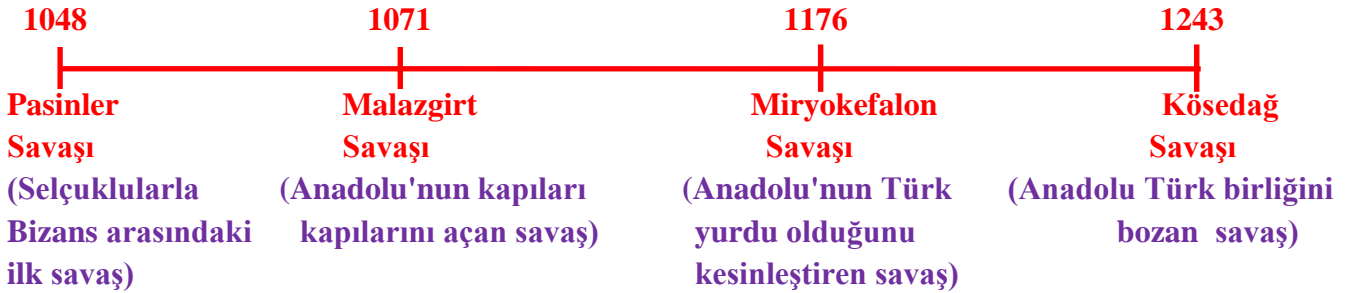 1048 1071 1176 1243
Pasinler Malazgirt Miryokefalon Kösedağ
Savaşı Savaşı Savaşı Savaşı
(Selçuklularla (Anadolu'nun kapıları (Anadolu'nun Türk (Anadolu Türk birliğini
Bizans arasındaki kapılarını açan savaş) yurdu olduğunu bozan savaş)
ilk savaş) kesinleştiren savaş)